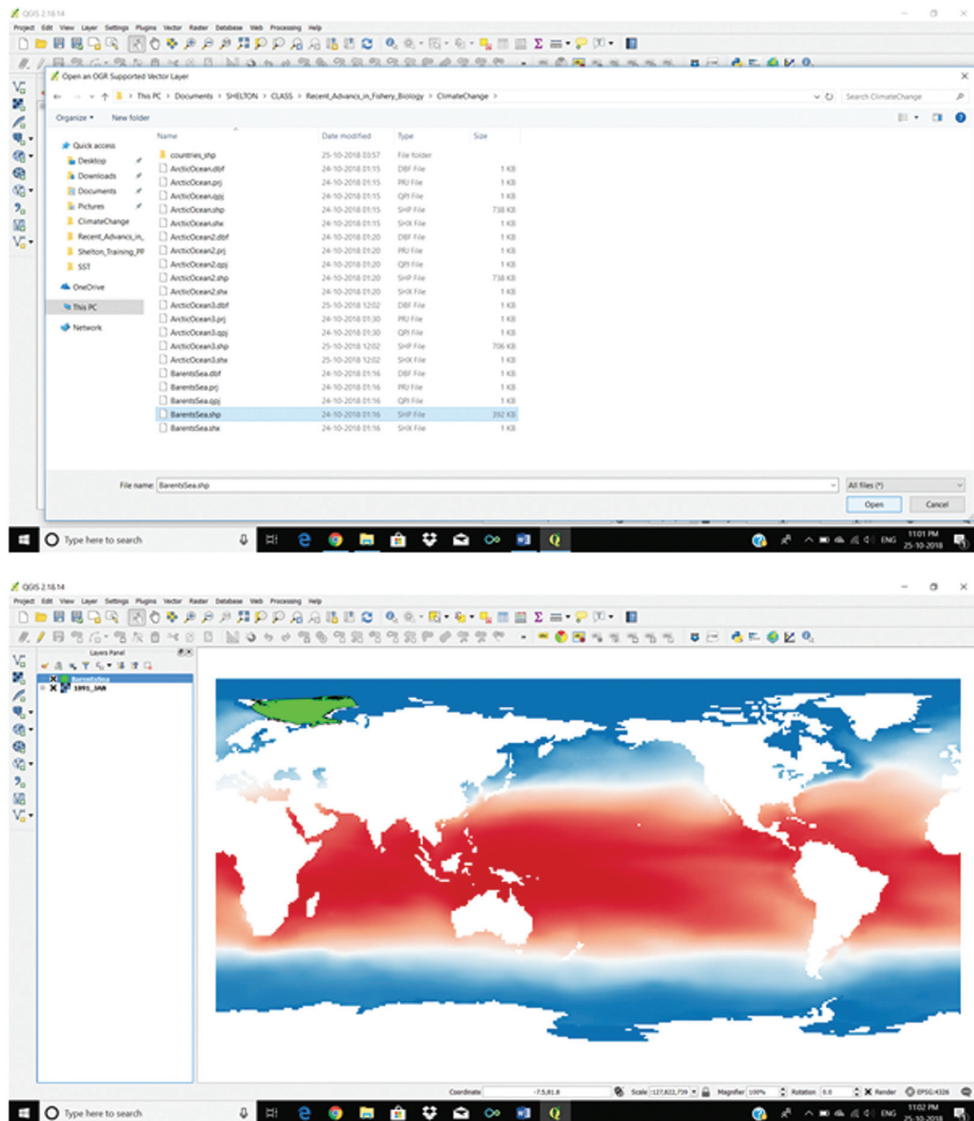 QGIS 2.18.14
Project Edit View Layer Settings Plugins Vector Raster Database Web Processing Help
Open an OGR Supported Vector Layer
This PC > Documents > SHELTON > CLASS > Recent_Advancs_in_Fishery_Biology > ClimateChange >
Search ClimateChange
Organize New folder
Name Date modified Type Size
Quick access
Desktop
Downloads
Documents
Pictures
ClimateChange
Recent_Advancs_in_
Shelton_Training_PP
SST
OneDrive
This PC
Network
countries_shp 25-10-2018 03:57 File folder
ArcticOcean.dbf 24-10-2018 01:15 DBF File 1 KB
ArcticOcean.prj 24-10-2018 01:15 PRJ File 1 KB
ArcticOcean.qpj 24-10-2018 01:15 QPJ File 1 KB
ArcticOcean.shp 24-10-2018 01:15 SHP File 738 KB
ArcticOcean.shx 24-10-2018 01:15 SHX File 1 KB
ArcticOcean2.dbf 24-10-2018 01:20 DBF File 1 KB
ArcticOcean2.prj 24-10-2018 01:20 PRJ File 1 KB
ArcticOcean2.qpj 24-10-2018 01:20 QPJ File 1 KB
ArcticOcean2.shp 24-10-2018 01:20 SHP File 738 KB
ArcticOcean2.shx 24-10-2018 01:20 SHX File 1 KB
ArcticOcean3.dbf 25-10-2018 12:02 DBF File 1 KB
ArcticOcean3.prj 24-10-2018 01:30 PRJ File 1 KB
ArcticOcean3.qpj 24-10-2018 01:30 QPJ File 1 KB
ArcticOcean3.shp 25-10-2018 12:02 SHP File 706 KB
ArcticOcean3.shx 25-10-2018 12:02 SHX File 1 KB
BarentsSea.dbf 24-10-2018 01:16 DBF File 1 KB
BarentsSea.prj 24-10-2018 01:16 PRJ File 1 KB
BarentsSea.qpj 24-10-2018 01:16 QPJ File 1 KB
BarentsSea.shp 24-10-2018 01:16 SHP File 392 KB
BarentsSea.shx 24-10-2018 01:16 SHX File 1 KB
File name: BarentsSea.shp All files (*)
Open Cancel
Type here to search ENG 11:01 PM
25-10-2018
QGIS 2.18.14
Project Edit View Layer Settings Plugins Vector Raster Database Web Processing Help
Layers Panel
BarentsSea
1891_JAN
Coordinate -7.5,81.8 Scale 1:127,822,739 Magnifier 100% Rotation 0.0 Render EPSG:4326
Type here to search ENG 11:02 PM
25-10-2018